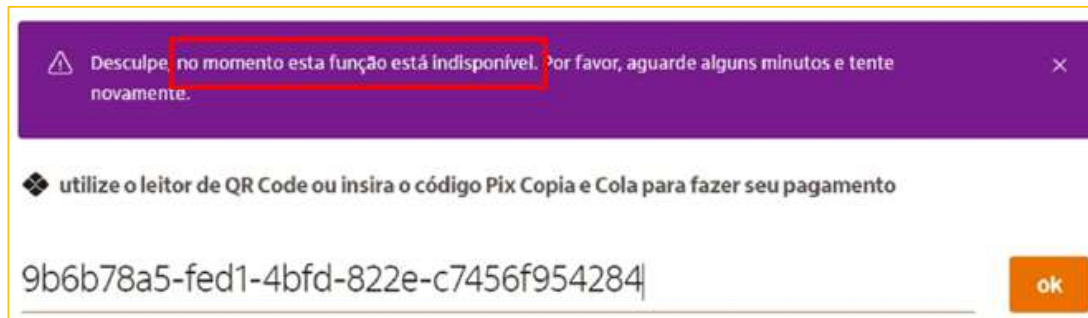 Desculpe, no momento esta função está indisponível. Por favor, aguarde alguns minutos e tente
novamente.
utilize o leitor de QR Code ou insira o código Pix Copia e Cola para fazer seu pagamento
9b6b78a5-fed1-4bfd-822e-c7456f954284
ok